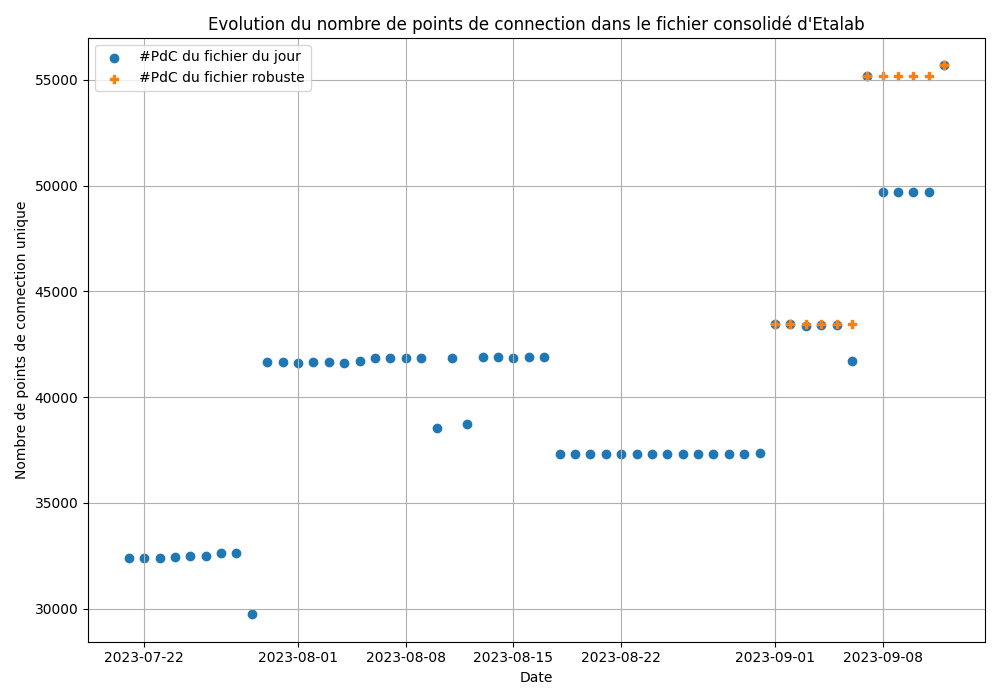 Evolution du nombre de points de connection dans le fichier consolidé d'Etalab
#PdC du fichier du jour
#PdC du fichier robuste
Nombre de points de connection unique
55000
50000
45000
40000
35000
30000
2023-07-22
2023-08-01
2023-08-08
2023-08-15
2023-08-22
2023-09-01
2023-09-08
Date